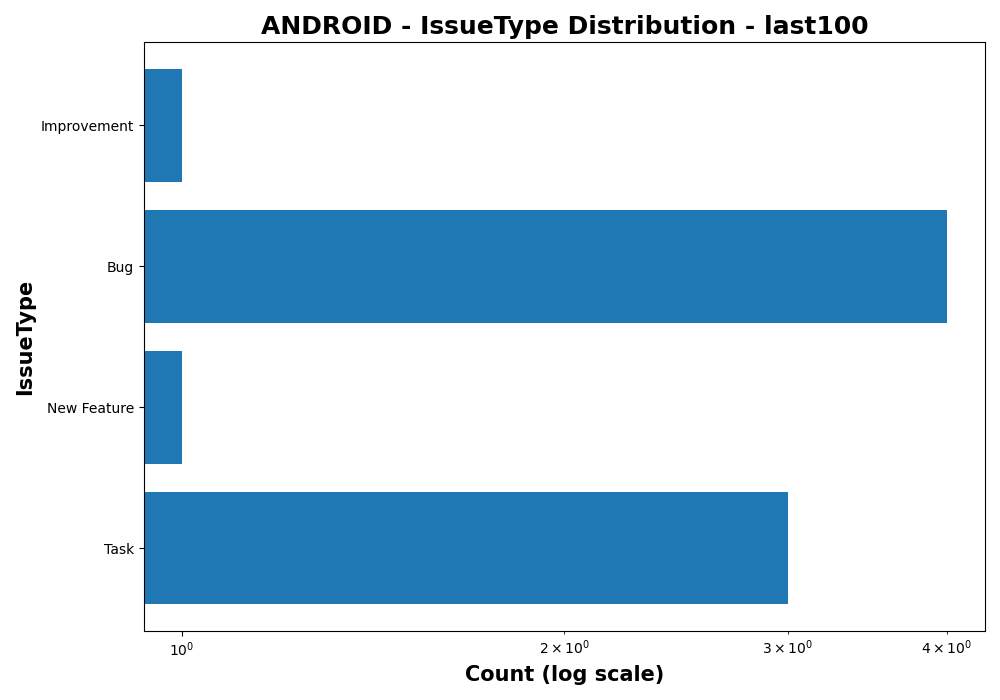 ANDROID - IssueType Distribution - last100
Improvement
Bug
New Feature
Task
IssueType
10⁰
2 × 10⁰
3 × 10⁰
4 × 10⁰
Count (log scale)